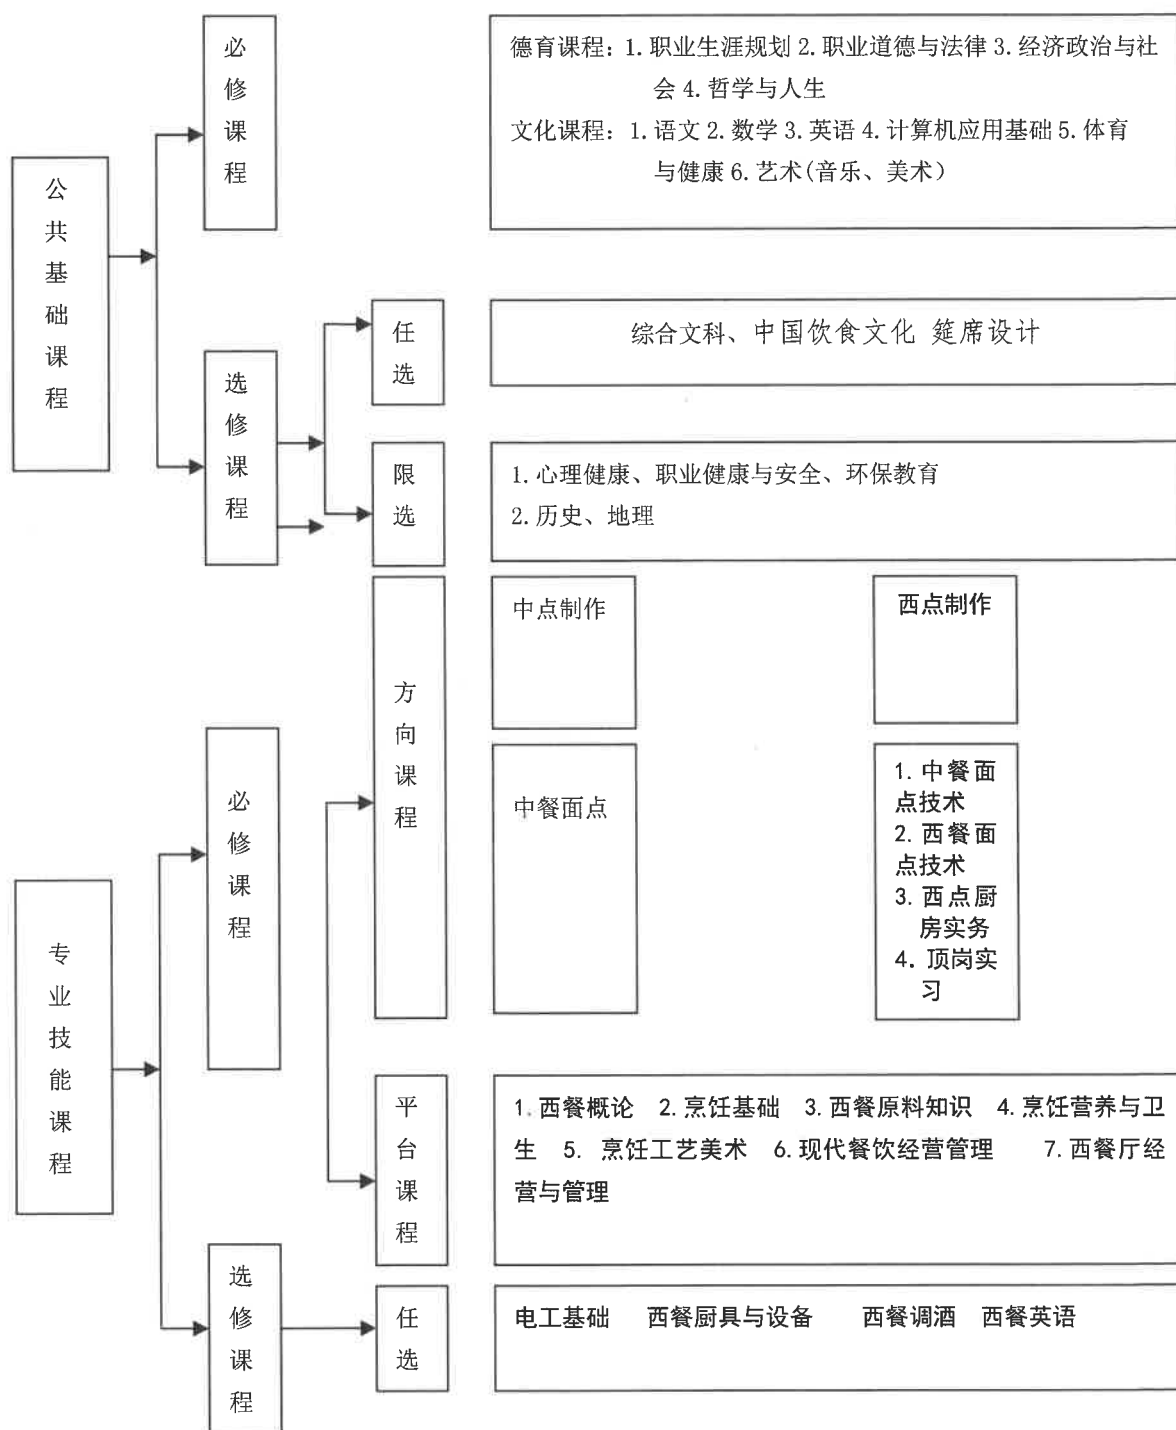 必修课程
德育课程：1.职业生涯规划 2.职业道德与法律 3.经济政治与社
会 4.哲学与人生
文化课程：1.语文 2.数学 3.英语 4.计算机应用基础 5.体育
与健康 6.艺术(音乐、美术）
公共基础课程
任选
综合文科、中国饮食文化 筵席设计
选修课程
限选
1.心理健康、职业健康与安全、环保教育
2.历史、地理
方向课程
中点制作
西点制作
必修课程
中餐面点
1.中餐面
点技术
2.西餐面
点技术
3.西点厨
房实务
4.顶岗实
习
专业技能课程
平台课程
1.西餐概论 2.烹饪基础 3.西餐原料知识 4.烹饪营养与卫
生 5. 烹饪工艺美术 6.现代餐饮经营管理 7.西餐厅经
营与管理
选修课程
任选
电工基础 西餐厨具与设备 西餐调酒 西餐英语